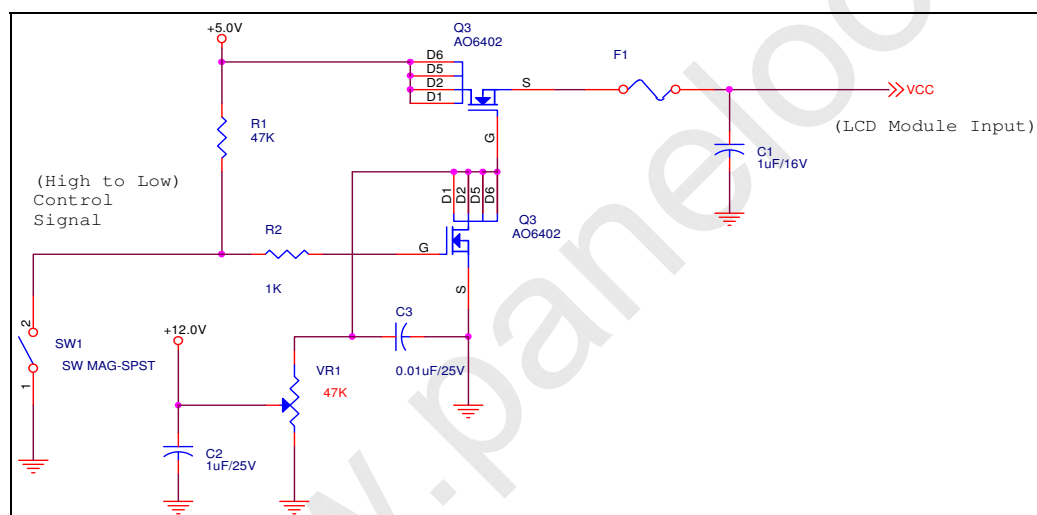 +5.0V
Q3
AO6402
D6
D5
D2
D1
S
G
F1
VCC
(LCD Module Input)
R1
47K
C1
1uF/16V
(High to Low)
Control
Signal
D1
D2
D5
D6
Q3
AO6402
G
S
R2
1K
C3
0.01uF/25V
+12.0V
2
SW1
SW MAG-SPST
1
VR1
47K
C2
1uF/25V
w.paneloo